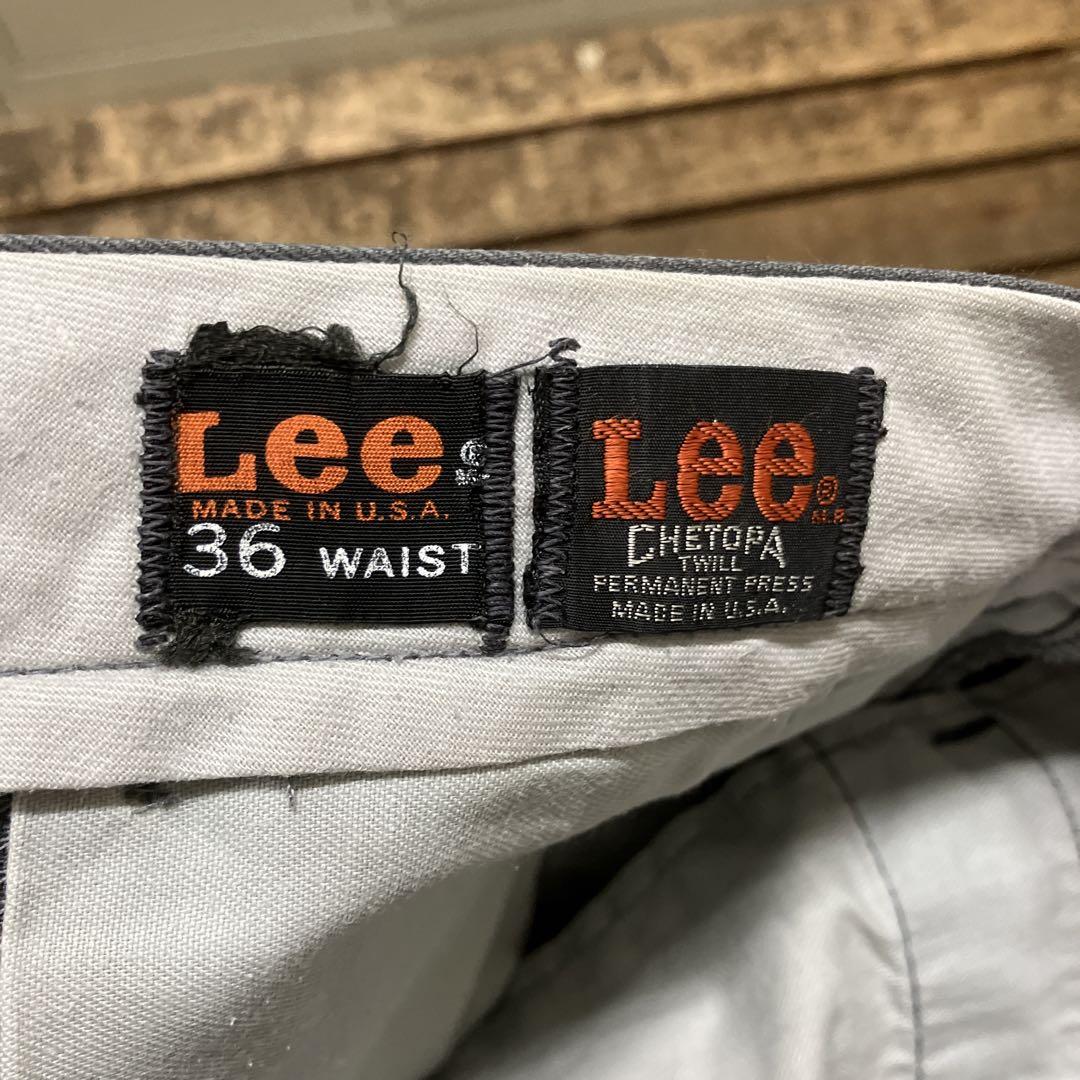 Lee®
MADE IN U.S.A.
36 WAIST
Lee®
M.R.
CHETOPA
TWILL
PERMANENT PRESS
MADE IN U.S.A.